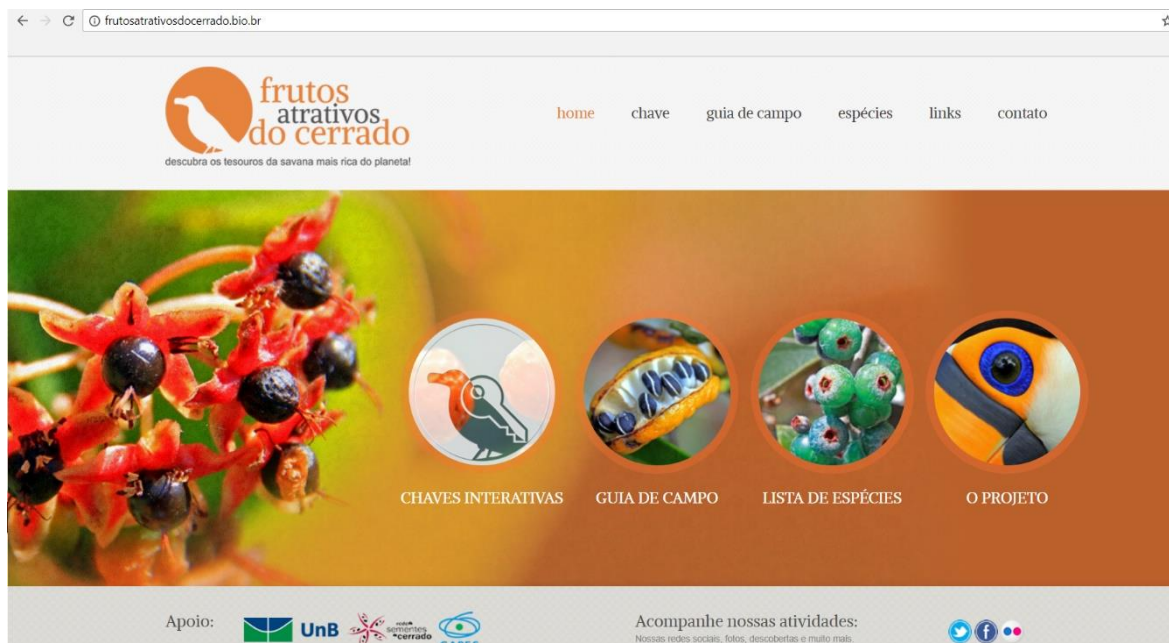 frutosatrativosdocerrado.bio.br
frutos
atrativos
do cerrado
descubra os tesouros da savana mais rica do planeta!
home chave guia de campo espécies links contato
CHAVES INTERATIVAS GUIA DE CAMPO LISTA DE ESPÉCIES O PROJETO
Apoio:
UnB
sementes
cerrado
Acompanhe nossas atividades:
Nossas redes sociais, fotos, descobertas e muito mais.